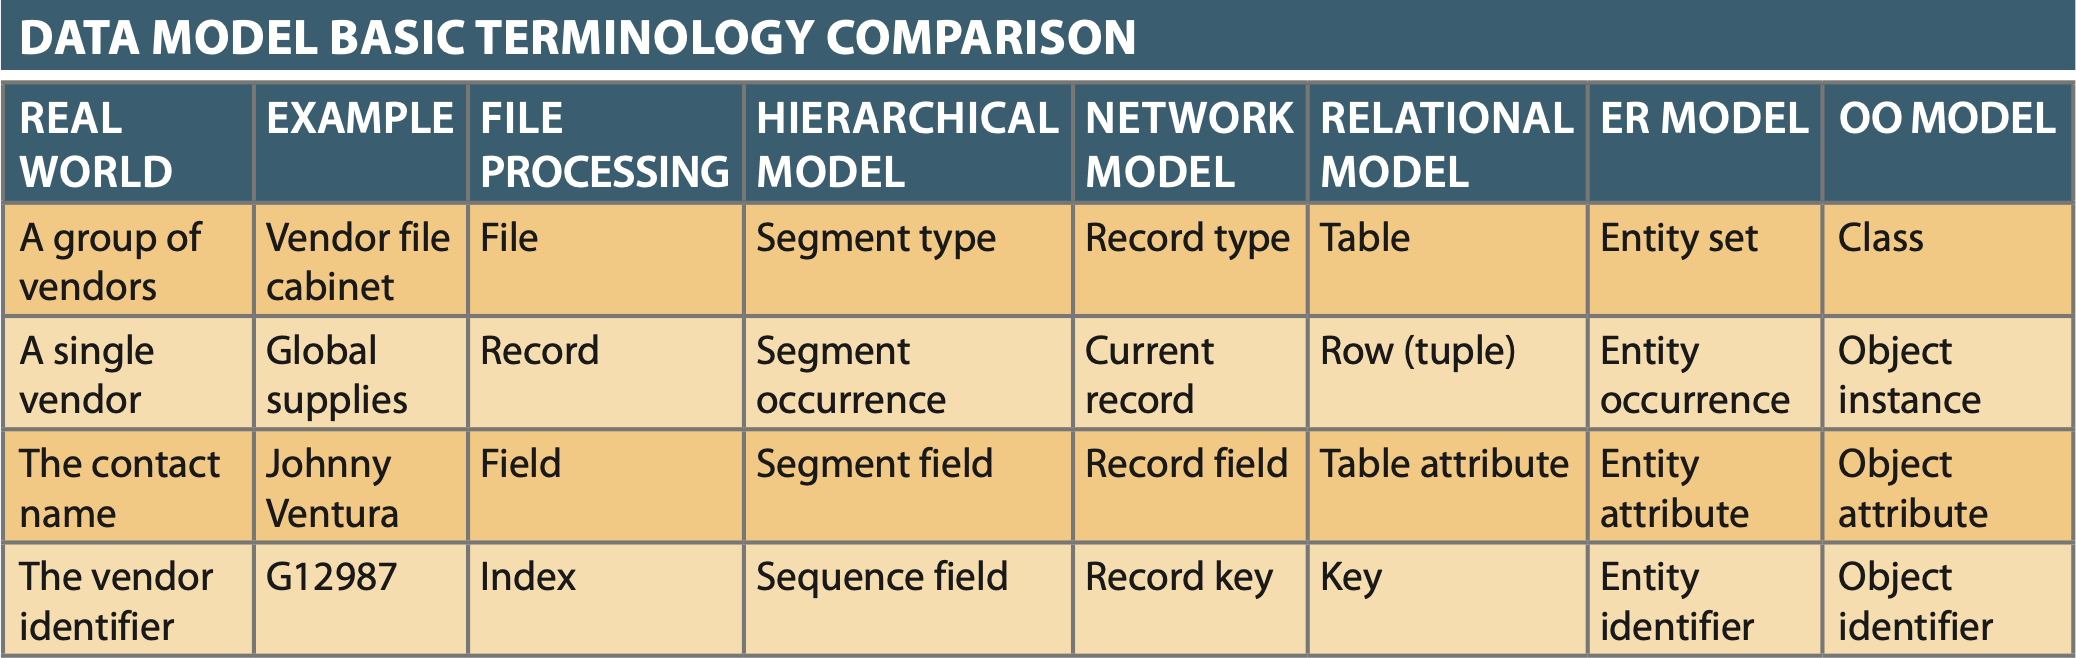 DATA MODEL BASIC TERMINOLOGY COMPARISON
REAL WORLD EXAMPLE FILE PROCESSING HIERARCHICAL MODEL NETWORK MODEL RELATIONAL MODEL ER MODEL OO MODEL
A group of vendors Vendor file cabinet File Segment type Record type Table Entity set Class
A single vendor Global supplies Record Segment occurrence Current record Row (tuple) Entity occurrence Object instance
The contact name Johnny Ventura Field Segment field Record field Table attribute Entity attribute Object attribute
The vendor identifier G12987 Index Sequence field Record key Key Entity identifier Object identifier